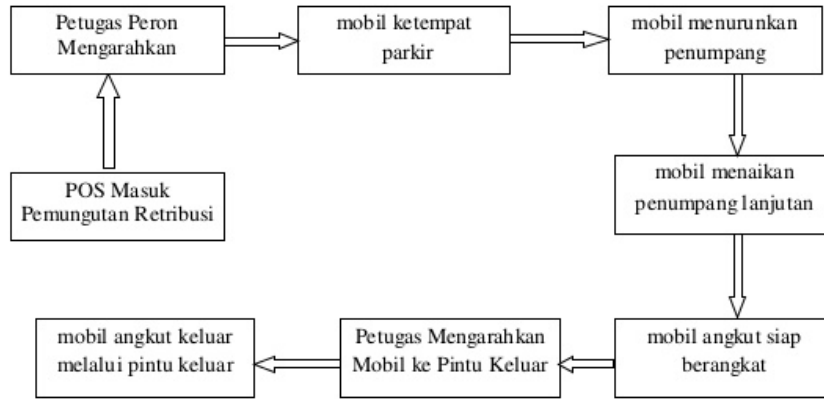 Petugas Peron
Mengarahkan
mobil ketempat
parkir
mobil menurunkan
penumpang
POS Masuk
Pemungutan Retribusi
mobil menaikan
penumpang lanjutan
mobil angkut keluar
melalui pintu keluar
Petugas Mengarahkan
Mobil ke Pintu Keluar
mobil angkut siap
berangkat